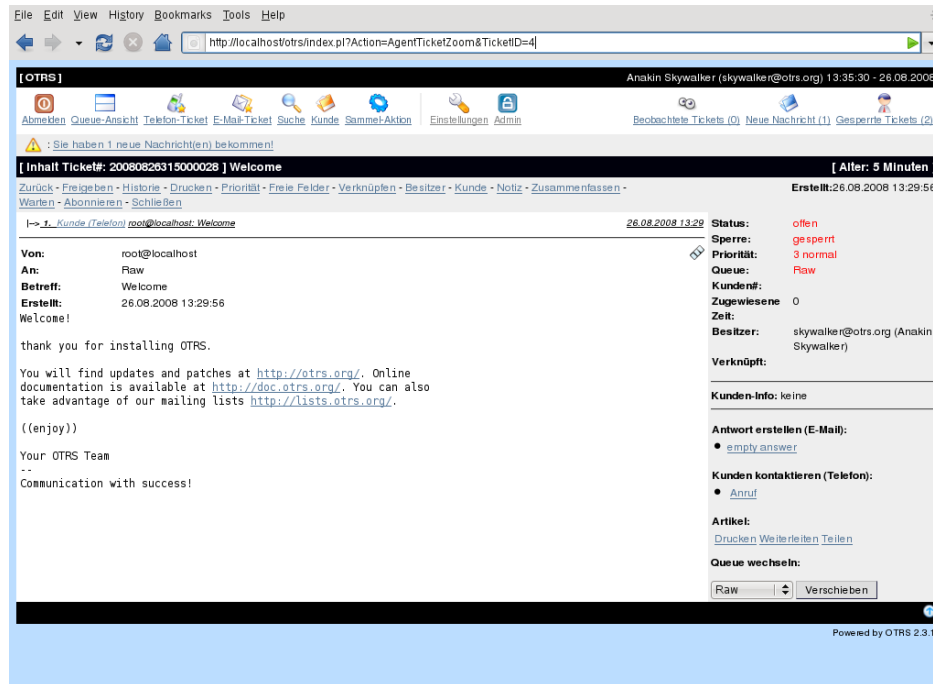 File Edit View History Bookmarks Tools Help
http://localhost/otrs/index.pl?Action=AgentTicketZoom&TicketID=4
[ OTRS ] Anakin Skywalker (skywalker@otrs.org) 13:35:30 - 26.08.2008
Abmelden Queue-Ansicht Telefon-Ticket E-Mail-Ticket Suche Kunde Sammel-Aktion Einstellungen Admin Beobachtete Tickets (0) Neue Nachricht (1) Gesperrte Tickets (2)
: Sie haben 1 neue Nachricht(en) bekommen!
[ Inhalt Ticket#: 20080826315000028 ] Welcome [ Alter: 5 Minuten
Zurück - Freigeben - Historie - Drucken - Priorität - Freie Felder - Verknüpfen - Besitzer - Kunde - Notiz - Zusammenfassen -
Warten - Abonnieren - Schließen
Erstellt:26.08.2008 13:29:56
|--> 1. Kunde (Telefon) root@localhost: Welcome 26.08.2008 13:29
Von: root@localhost
An: Raw
Betreff: Welcome
Erstellt: 26.08.2008 13:29:56
Welcome!
thank you for installing OTRS.
You will find updates and patches at http://otrs.org/. Online
documentation is available at http://doc.otrs.org/. You can also
take advantage of our mailing lists http://lists.otrs.org/.
((enjoy))
Your OTRS Team
--
Communication with success!
Status: offen
Sperre: gesperrt
Priorität: 3 normal
Queue: Raw
Kunden#:
Zugewiesene 0
Zeit:
Besitzer: skywalker@otrs.org (Anakin
Skywalker)
Verknüpft:
Kunden-Info: keine
Antwort erstellen (E-Mail):
• empty answer
Kunden kontaktieren (Telefon):
• Anruf
Artikel:
Drucken Weiterleiten Teilen
Queue wechseln:
Raw Verschieben
Powered by OTRS 2.3.1